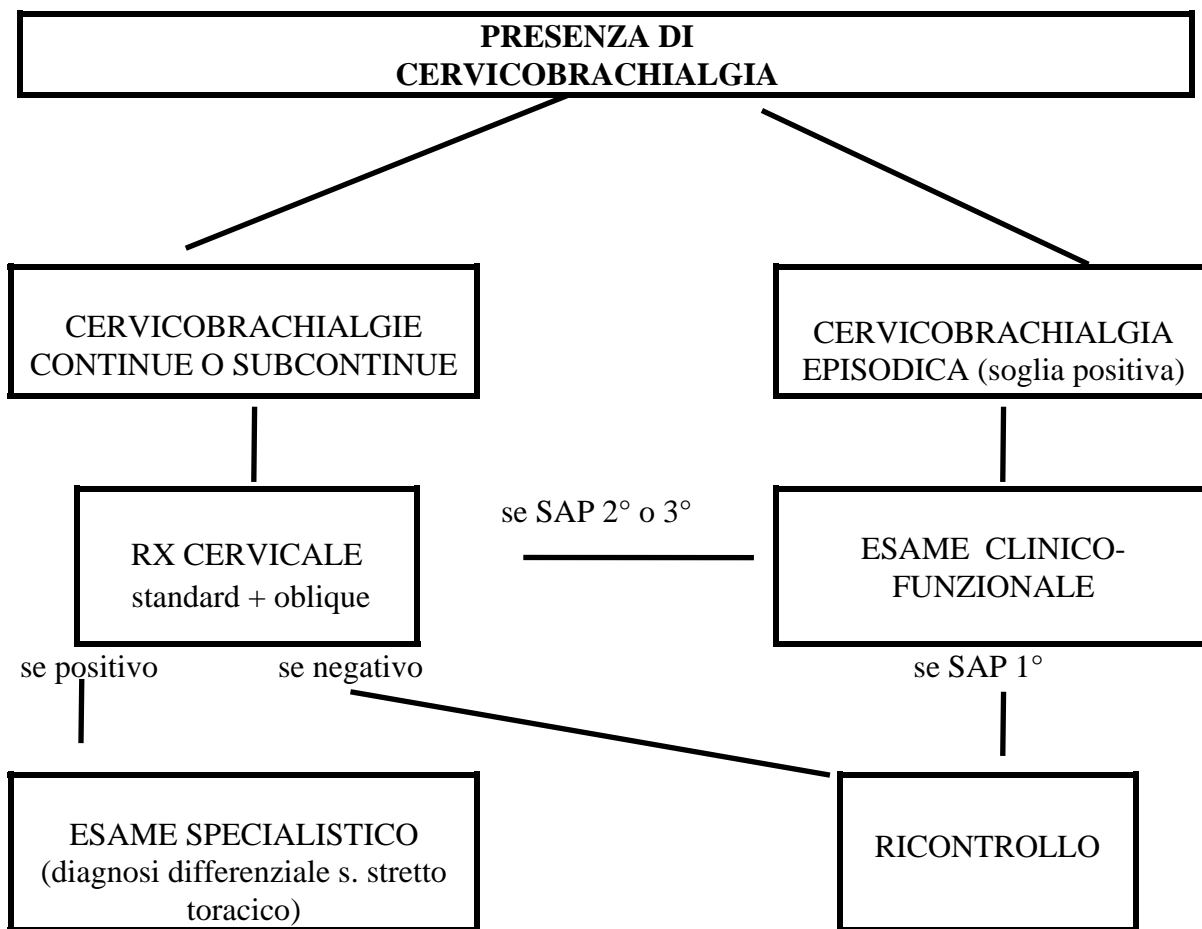 PRESENZA DI
CERVICOBRACHIALGIA
CERVICOBRACHIALGIE
CONTINUE O SUBCONTINUE
CERVICOBRACHIALGIA
EPISODICA (soglia positiva)
RX CERVICALE
standard + oblique
se SAP 2° o 3°
ESAME CLINICO-
FUNZIONALE
se positivo
se negativo
se SAP 1°
ESAME SPECIALISTICO
(diagnosi differenziale s. stretto
toracico)
RICONTROLLO